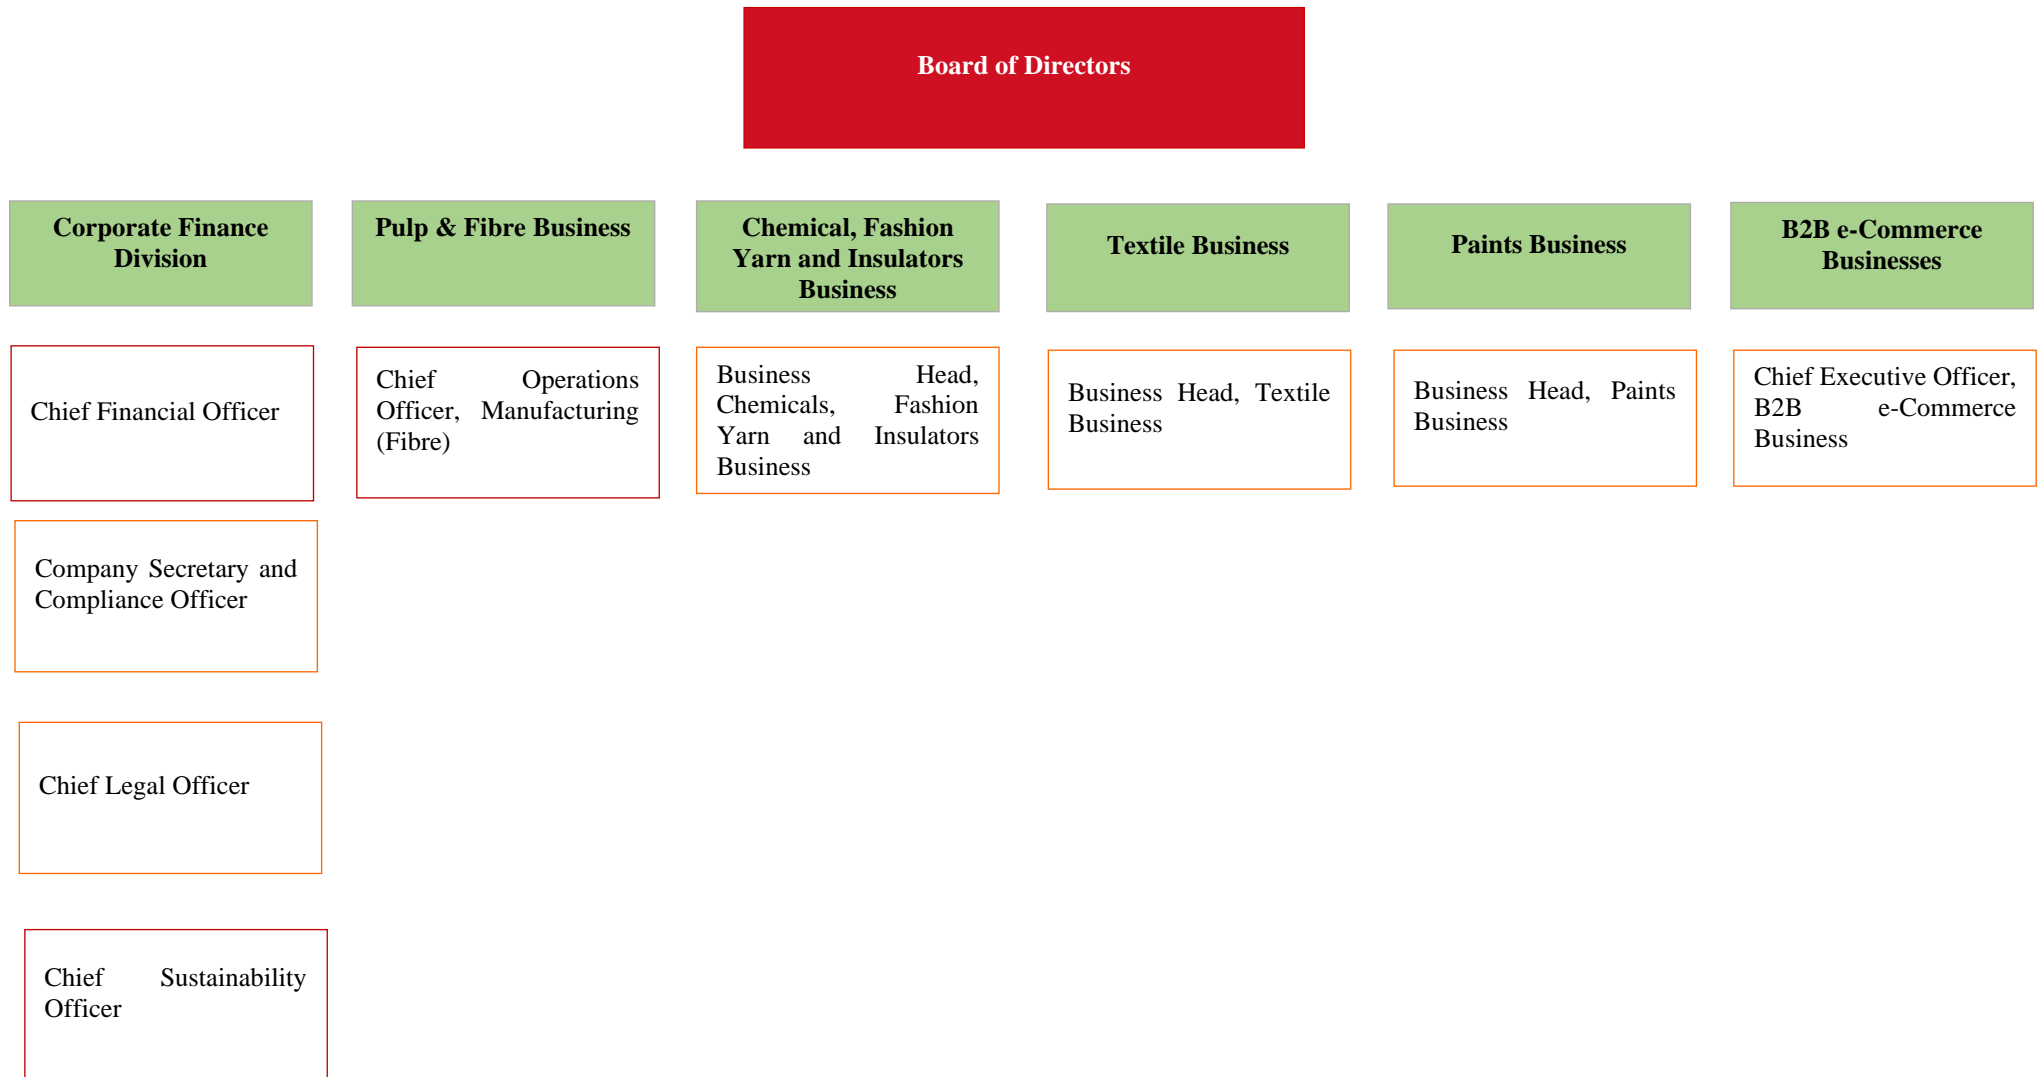 Board of Directors
Corporate Finance
Division
Pulp & Fibre Business
Chemical, Fashion
Yarn and Insulators
Business
Textile Business
Paints Business
B2B e-Commerce
Businesses
Chief Financial Officer
Chief Operations
Officer, Manufacturing
(Fibre)
Business Head,
Chemicals, Fashion
Yarn and Insulators
Business
Business Head, Textile
Business
Business Head, Paints
Business
Chief Executive Officer,
B2B e-Commerce
Business
Company Secretary and
Compliance Officer
Chief Legal Officer
Chief Sustainability
Officer